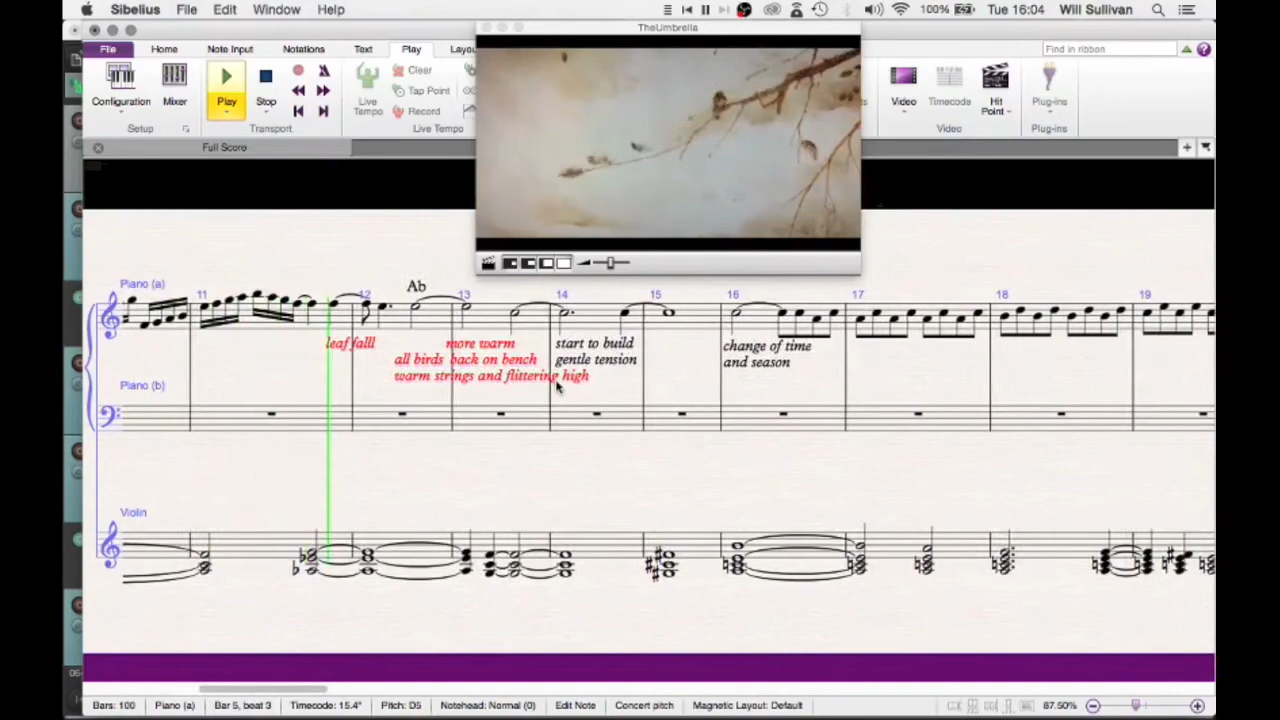 Sibelius File Edit Window Help 100% Tue 16:04 Will Sullivan
TheUmbrella
File Home Note Input Notations Text Play Layou Find in ribbon
Configuration Mixer Play Stop Live Tempo Clear Tap Point Record Video Timecode Hit Point Plug-ins
Setup Transport Live Tempo Video Plug-ins
Full Score
Piano (a) 11 12 Ab 13 14 15 16 17 18 19
leaf falll more warm start to build change of time
all birds back on bench gentle tension and season
warm strings and flittering high
Piano (b)
Violin
Bars: 100 Piano (a) Bar 5, beat 3 Timecode: 15.4" Pitch: D5 Notehead: Normal (0) Edit Note Concert pitch Magnetic Layout: Default 87.50%